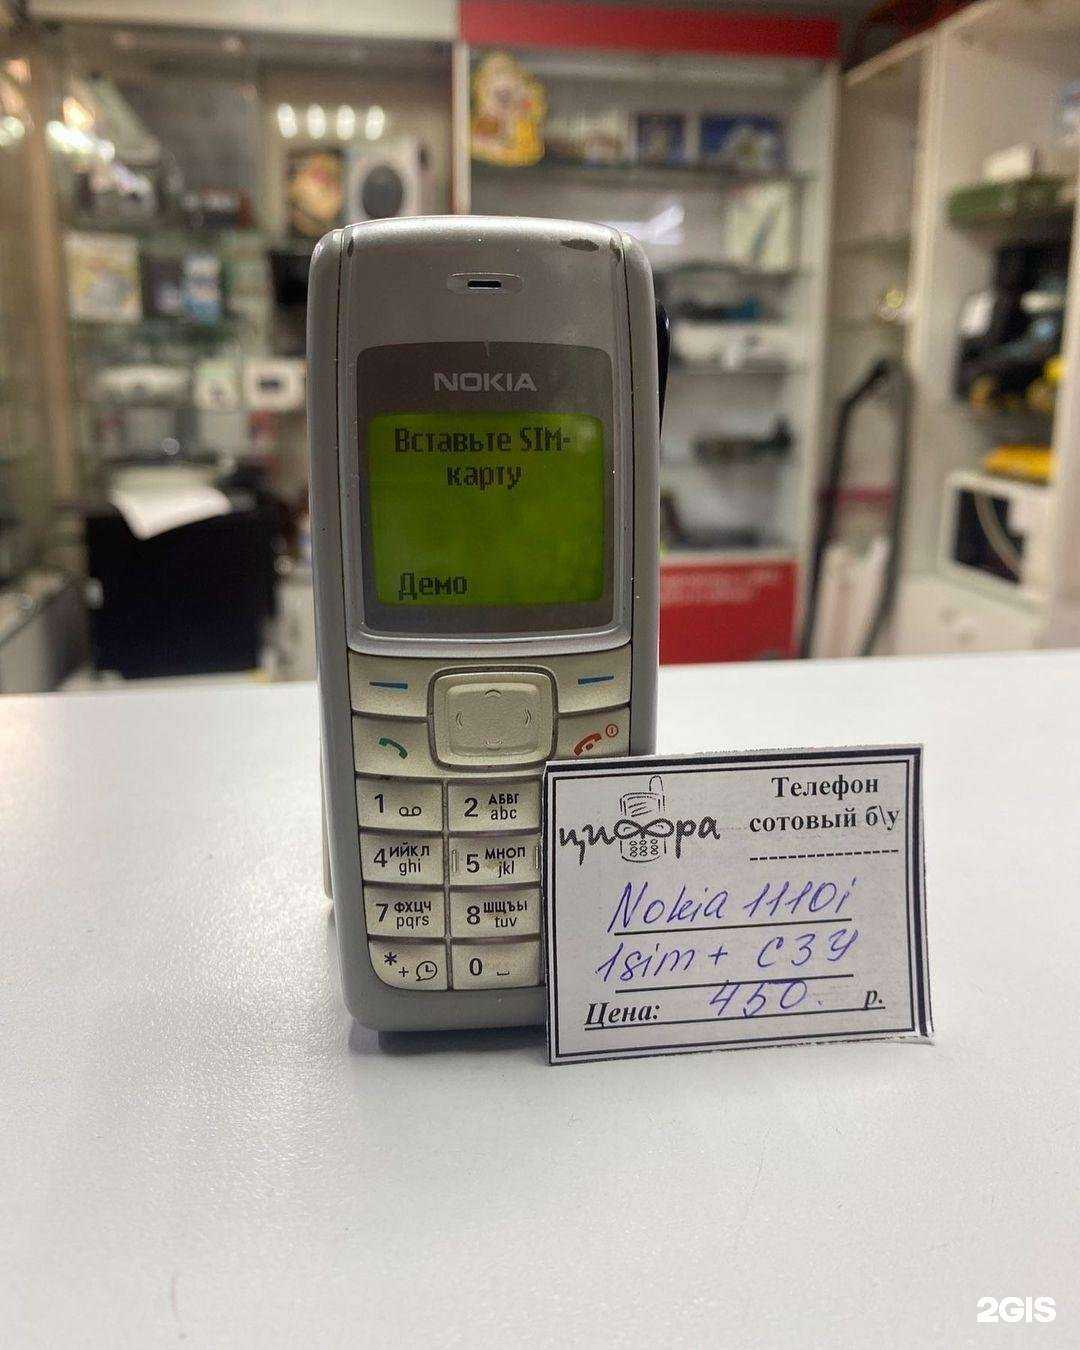 NOKIA
Вставьте SIM-
карту
Демо
1
2 АБВГ abc
4 ИЙКЛ ghi
5 МНОП jkl
7 ФХЦЧ pqrs
8 ШЩЪЫ tuv
* +
0
цифра
Телефон
сотовый б\у
Nokia 1110i
1sim + СЗУ
Цена: 450. р.
2GIS